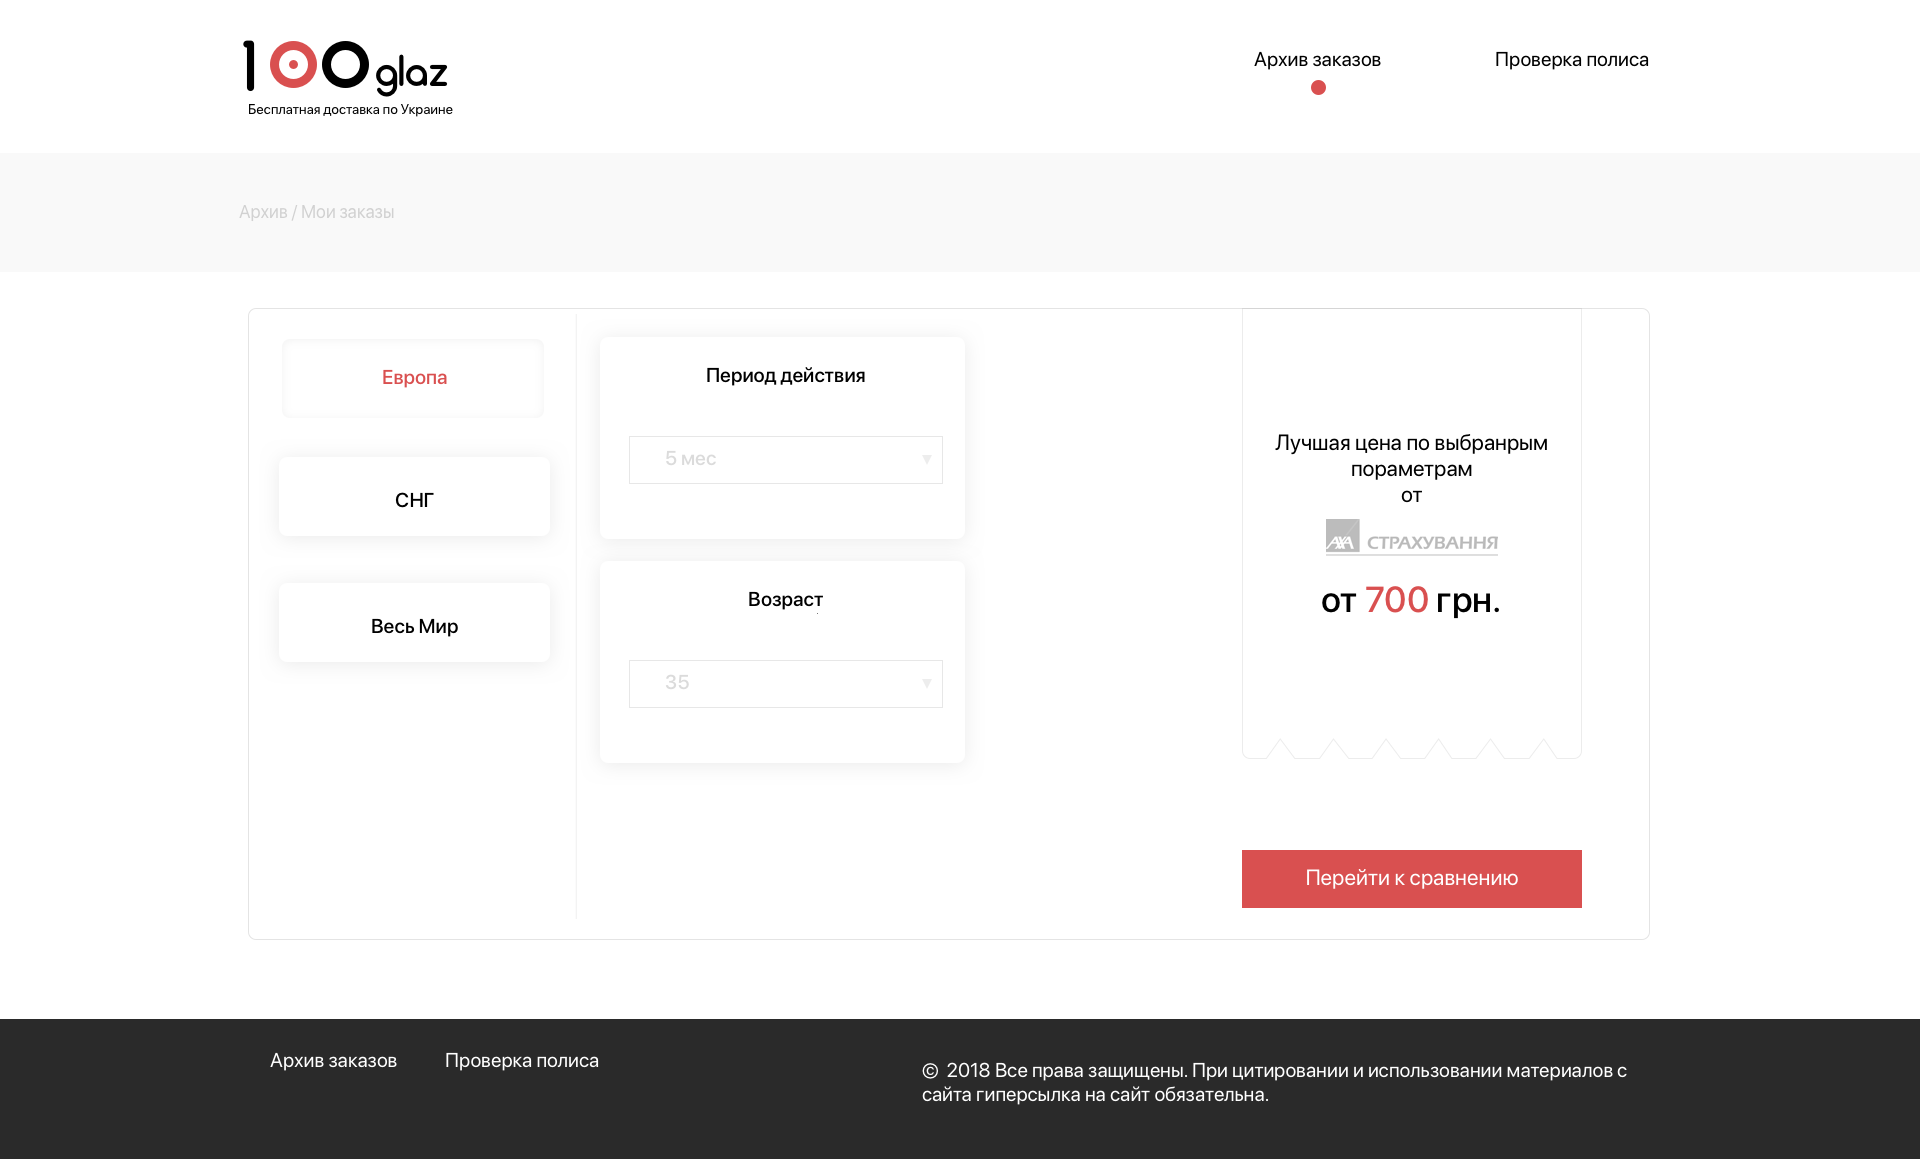 100 glaz
Бесплатная доставка по Украине
Архив заказов
Проверка полиса
Архив / Мои заказы
Европа
СНГ
Весь Мир
Период действия
5 мес
Возраст
35
Лучшая цена по выбранрым
пораметрам
от
AXA СТРАХУВАННЯ
от 700 грн.
Перейти к сравнению
Архив заказов
Проверка полиса
© 2018 Все права защищены. При цитировании и использовании материалов с
сайта гиперсылка на сайт обязательна.